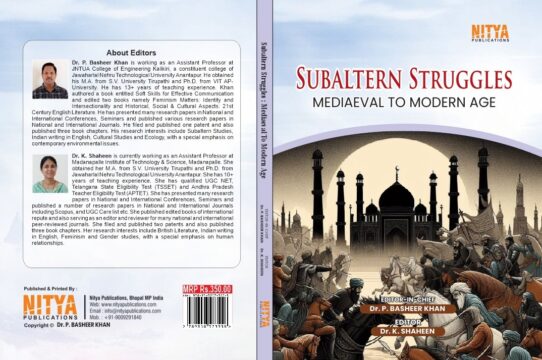 About Editors
Dr. P. Basheer Khan is working as an Assistant Professor at
JNTUA College of Engineering Kalikiri, a constituent college of
Jawaharlal Nehru Technological University Anantapur. He obtained
his M.A. from S.V. University Tirupathi and Ph.D. from VIT AP-
University. He has 13+ years of teaching experience. Khan
authored a book entitled Soft Skills for Effective Communication
and edited two books namely Feminism Matters: Identity and
Intersectionality and Historical, Social & Cultural Aspects: 21st
Century English Literature. He has presented many research papers in National and
International Conferences, Seminars and published various research papers in
National and International Journals. He filed and published one patent and also
published three book chapters. His research interests include Subaltern Studies,
Indian writing in English, Cultural Studies and Ecology, with a special emphasis on
contemporary environmental issues.
Dr. K. Shaheen is currently working as an Assistant Professor at
Madanapalle Institute of Technology & Science, Madanapalle. She
obtained her M.A. from S.V. University Tirupathi and Ph.D. from
Jawaharlal Nehru Technological University Anantapur. She has 10+
years of teaching experience. She has qualified UGC NET,
Telangana State Eligibility Test (TSSET) and Andhra Pradesh
Teacher Eligibility Test (APTET). She has presented many research
papers in National and International Conferences, Seminars and
published a number of research papers in National and International Journals
including Scopus, and UGC Care list etc. She published edited books of international
repute and also serving as an editor and reviewer for many national and international
peer-reviewed journals. She filed and published two patents and also published
three book chapters. Her research interests include British Literature, Indian writing
in English, Feminism and Gender studies, with a special emphasis on human
relationships.
Published & Printed By :
NITYA
PUBLICATIONS
Nitya Publications, Bhopal MP India
Web: www.nityapublications.com
Email : info@nityapublications.com
Mob. : +91-9009291840
Copyright © Dr. P. BASHEER KHAN
MRP Rs.350.00
Subaltern Struggles : Mediaeval To Modern Age
Dr. P. BASHEER KHAN
Dr. K. SHAHEEN
NITYA
NITYA
PUBLICATIONS
SUBALTERN STRUGGLES
MEDIAEVAL TO MODERN AGE
EDITOR-IN-CHIEF
Dr. P. BASHEER KHAN
EDITOR
Dr. K. SHAHEEN